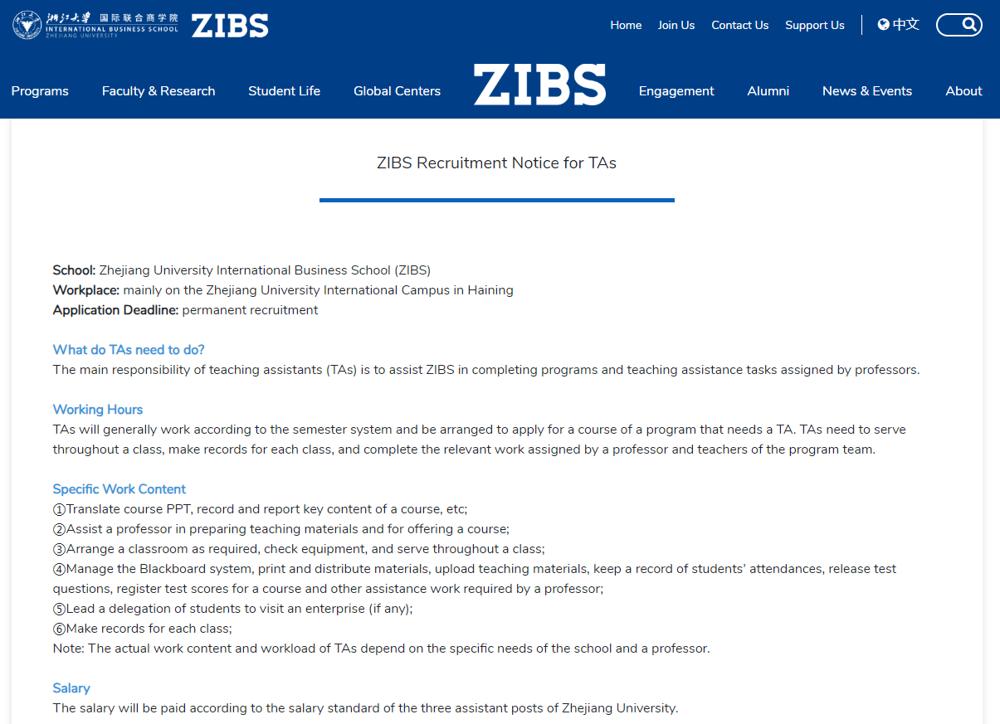 浙江大学 国际联合商学院 ZIBS
INTERNATIONAL BUSINESS SCHOOL
ZHEJIANG UNIVERSITY
Home Join Us Contact Us Support Us 中文
Programs Faculty & Research Student Life Global Centers ZIBS Engagement Alumni News & Events About
ZIBS Recruitment Notice for TAs
School: Zhejiang University International Business School (ZIBS)
Workplace: mainly on the Zhejiang University International Campus in Haining
Application Deadline: permanent recruitment
What do TAs need to do?
The main responsibility of teaching assistants (TAs) is to assist ZIBS in completing programs and teaching assistance tasks assigned by professors.
Working Hours
TAs will generally work according to the semester system and be arranged to apply for a course of a program that needs a TA. TAs need to serve
throughout a class, make records for each class, and complete the relevant work assigned by a professor and teachers of the program team.
Specific Work Content
①Translate course PPT, record and report key content of a course, etc;
②Assist a professor in preparing teaching materials and for offering a course;
③Arrange a classroom as required, check equipment, and serve throughout a class;
④Manage the Blackboard system, print and distribute materials, upload teaching materials, keep a record of students' attendances, release test
questions, register test scores for a course and other assistance work required by a professor;
⑤Lead a delegation of students to visit an enterprise (if any);
⑥Make records for each class;
Note: The actual work content and workload of TAs depend on the specific needs of the school and a professor.
Salary
The salary will be paid according to the salary standard of the three assistant posts of Zhejiang University.